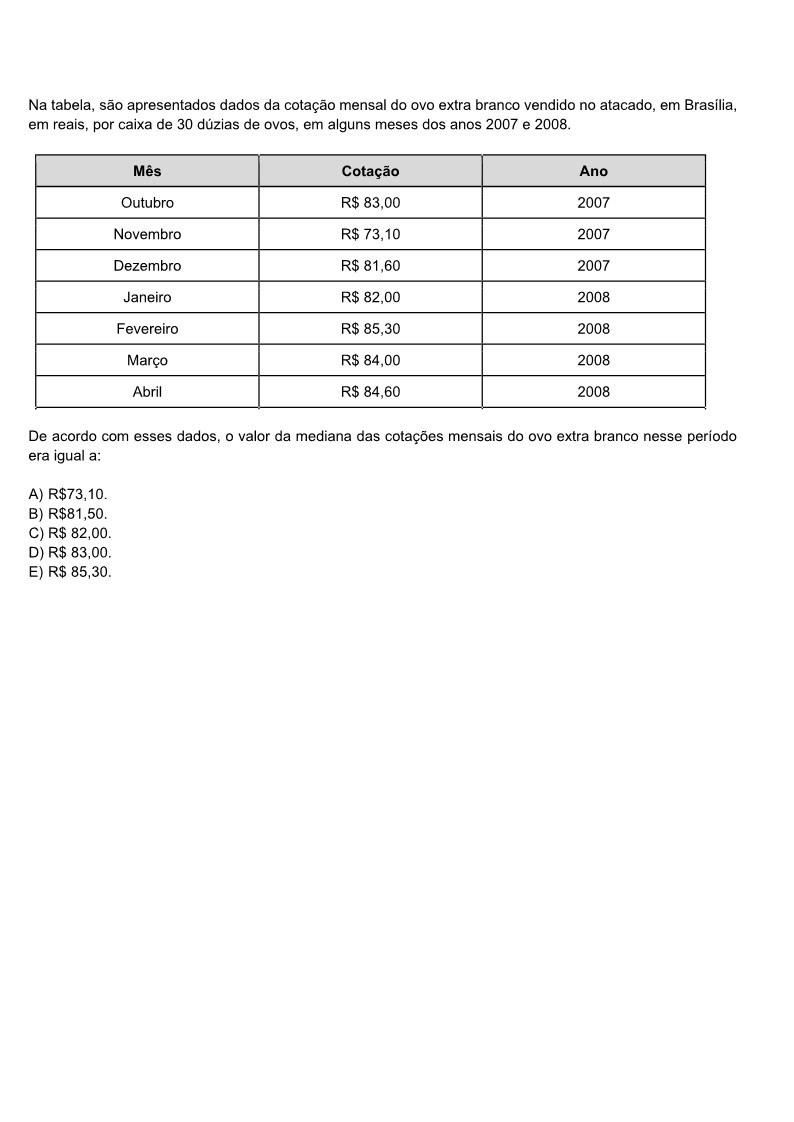 Na tabela, são apresentados dados da cotação mensal do ovo extra branco vendido no atacado, em Brasília,
em reais, por caixa de 30 dúzias de ovos, em alguns meses dos anos 2007 e 2008.
Mês Cotação Ano
Outubro R$ 83,00 2007
Novembro R$ 73,10 2007
Dezembro R$ 81,60 2007
Janeiro R$ 82,00 2008
Fevereiro R$ 85,30 2008
Março R$ 84,00 2008
Abril R$ 84,60 2008
De acordo com esses dados, o valor da mediana das cotações mensais do ovo extra branco nesse período
era igual a:
A) R$73,10.
B) R$81,50.
C) R$ 82,00.
D) R$ 83,00.
E) R$ 85,30.